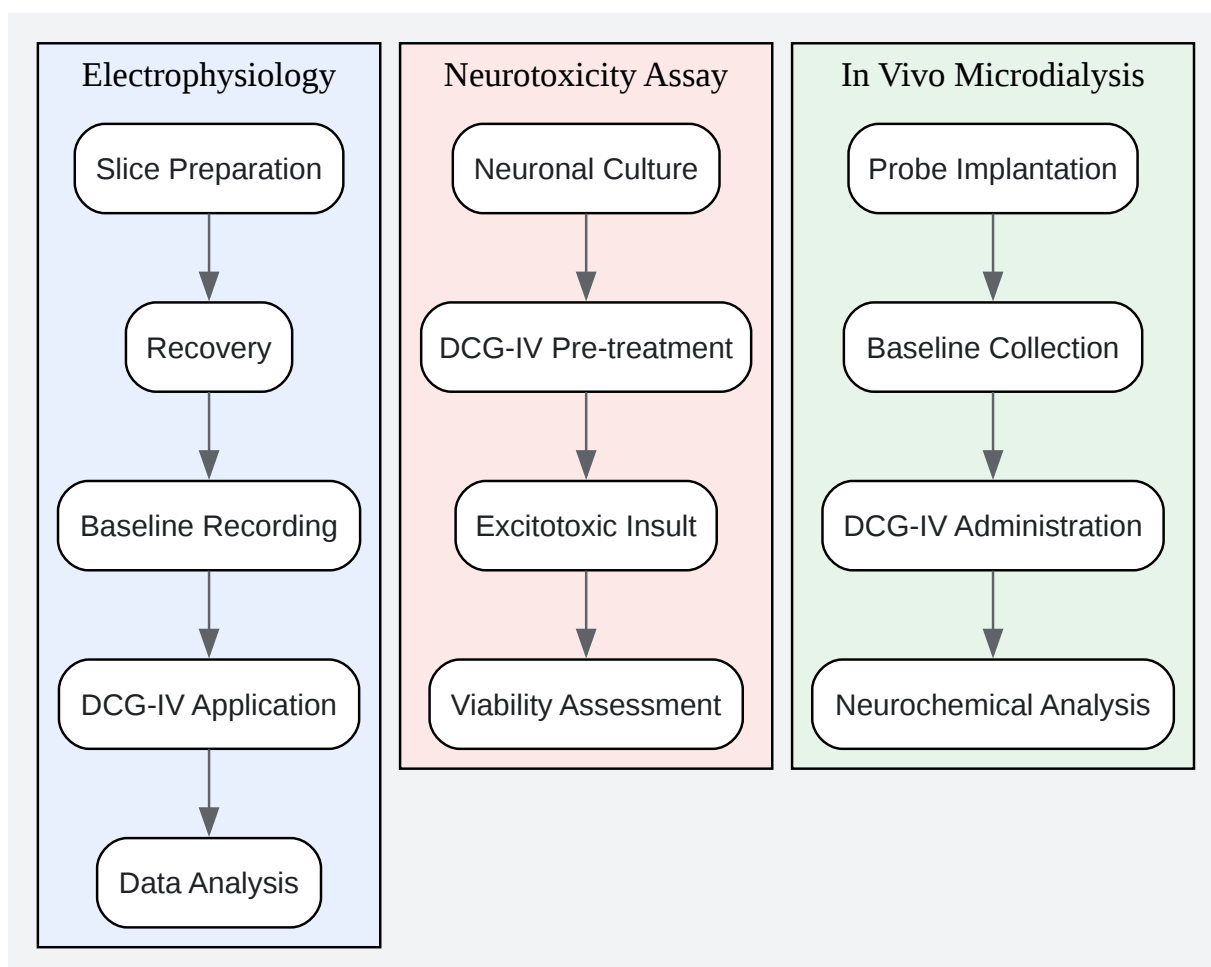 Electrophysiology
Slice Preparation
Recovery
Baseline Recording
DCG-IV Application
Data Analysis
Neurotoxicity Assay
Neuronal Culture
DCG-IV Pre-treatment
Excitotoxic Insult
Viability Assessment
In Vivo Microdialysis
Probe Implantation
Baseline Collection
DCG-IV Administration
Neurochemical Analysis